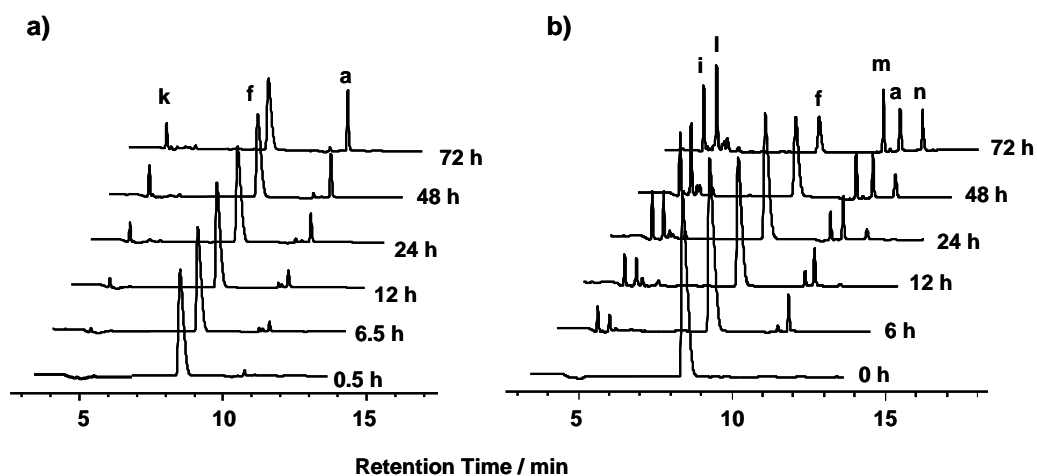 a)
k
f
a
72 h
48 h
24 h
12 h
6.5 h
0.5 h
5
10
15
b)
i
l
f
m
a
n
72 h
48 h
24 h
12 h
6 h
0 h
5
10
15
Retention Time / min